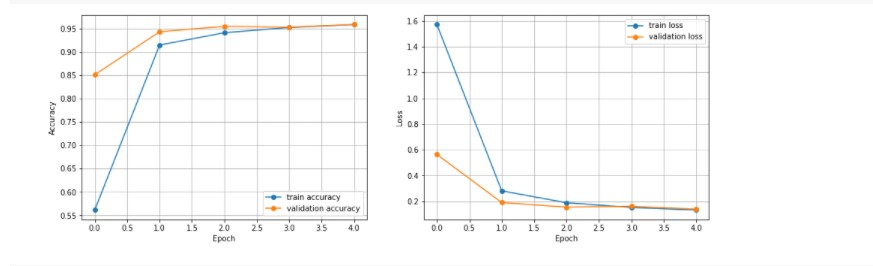 0.95
0.90
0.85
0.80
0.75
0.70
0.65
0.60
0.55
Accuracy
0.0 0.5 1.0 1.5 2.0 2.5 3.0 3.5 4.0
Epoch
train accuracy
validation accuracy
1.6
1.4
1.2
1.0
0.8
0.6
0.4
0.2
Loss
0.0 0.5 1.0 1.5 2.0 2.5 3.0 3.5 4.0
Epoch
train loss
validation loss